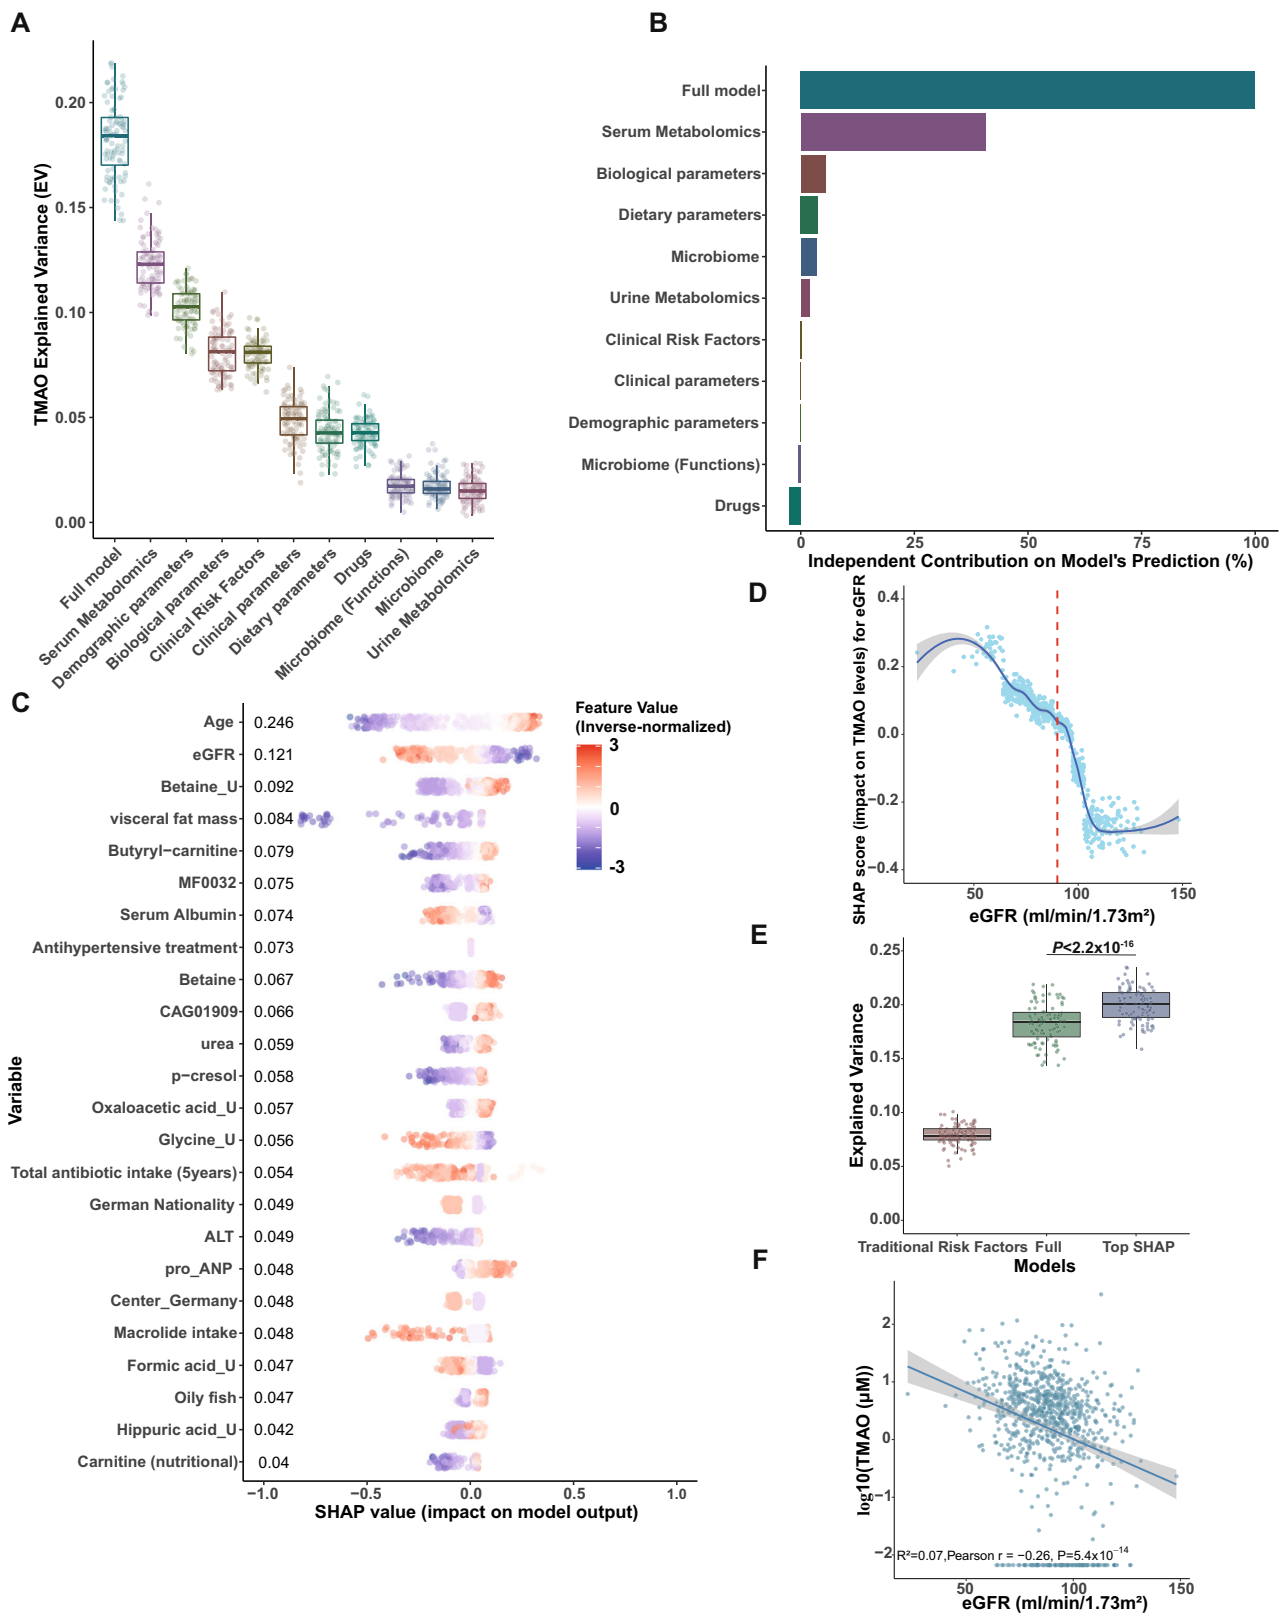 A
TMAO Explained Variance (EV)
0.20
0.15
0.10
0.05
0.00
Full model
Serum Metabolomics
Demographic parameters
Biological parameters
Clinical Risk Factors
Clinical parameters
Dietary parameters
Drugs
Microbiome (Functions)
Microbiome
Urine Metabolomics
B
Full model
Serum Metabolomics
Biological parameters
Dietary parameters
Microbiome
Urine Metabolomics
Clinical Risk Factors
Clinical parameters
Demographic parameters
Microbiome (Functions)
Drugs
0 25 50 75 100
Independent Contribution on Model's Prediction (%)
C
Variable
Age 0.246
eGFR 0.121
Betaine_U 0.092
visceral fat mass 0.084
Butyryl−carnitine 0.079
MF0032 0.075
Serum Albumin 0.074
Antihypertensive treatment 0.073
Betaine 0.067
CAG01909 0.066
urea 0.059
p−cresol 0.058
Oxaloacetic acid_U 0.057
Glycine_U 0.056
Total antibiotic intake (5years) 0.054
German Nationality 0.049
ALT 0.049
pro_ANP 0.048
Center_Germany 0.048
Macrolide intake 0.048
Formic acid_U 0.047
Oily fish 0.047
Hippuric acid_U 0.042
Carnitine (nutritional) 0.04
−1.0 −0.5 0.0 0.5 1.0
SHAP value (impact on model output)
Feature Value
(Inverse-normalized)
3
0
-3
D
SHAP score (impact on TMAO levels) for eGFR
0.4
0.2
0.0
−0.2
−0.4
50 100 150
eGFR (ml/min/1.73m²)
E
Explained Variance
P<2.2x10⁻¹⁶
0.25
0.20
0.15
0.10
0.05
0.00
Traditional Risk Factors Full Top SHAP
Models
F
log10(TMAO (µM))
2
1
0
−1
−2
R²=0.07,Pearson r = −0.26, P=5.4x10⁻¹⁴
50 100 150
eGFR (ml/min/1.73m²)